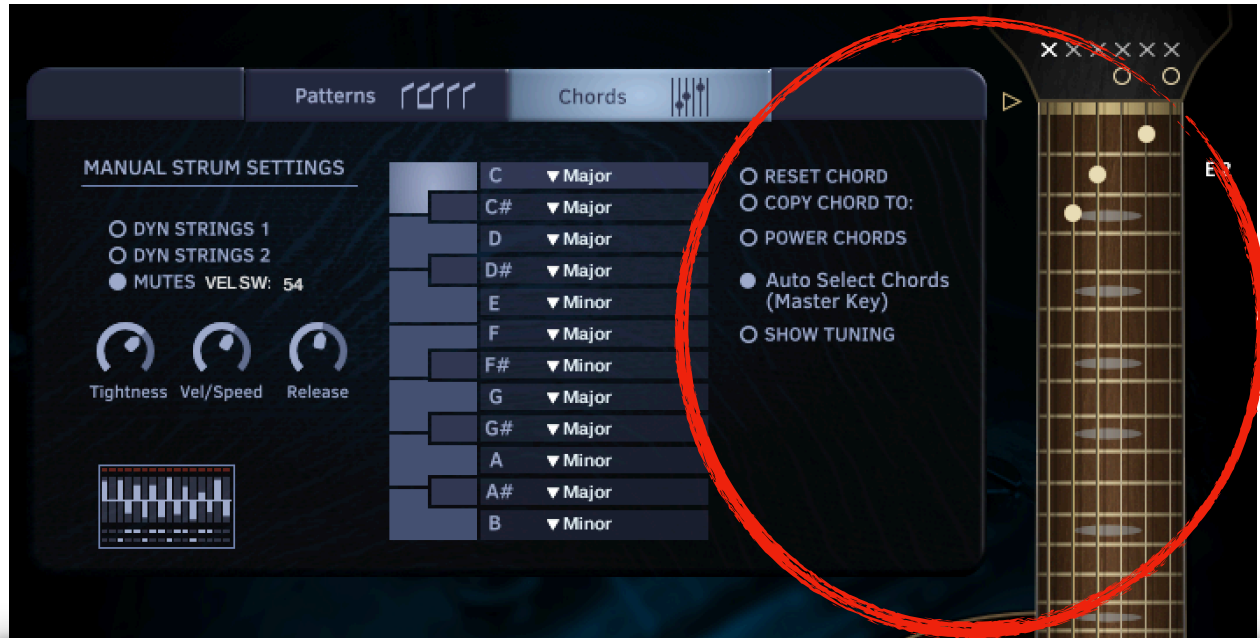 Patterns
Chords
MANUAL STRUM SETTINGS
DYN STRINGS 1
DYN STRINGS 2
MUTES VELSW: 54
Tightness Vel/Speed Release
C ▼Major
C# ▼Major
D ▼Major
D# ▼Major
E ▼Minor
F ▼Major
F# ▼Minor
G ▼Major
G# ▼Major
A ▼Minor
A# ▼Major
B ▼Minor
RESET CHORD
COPY CHORD TO:
POWER CHORDS
Auto Select Chords
(Master Key)
SHOW TUNING